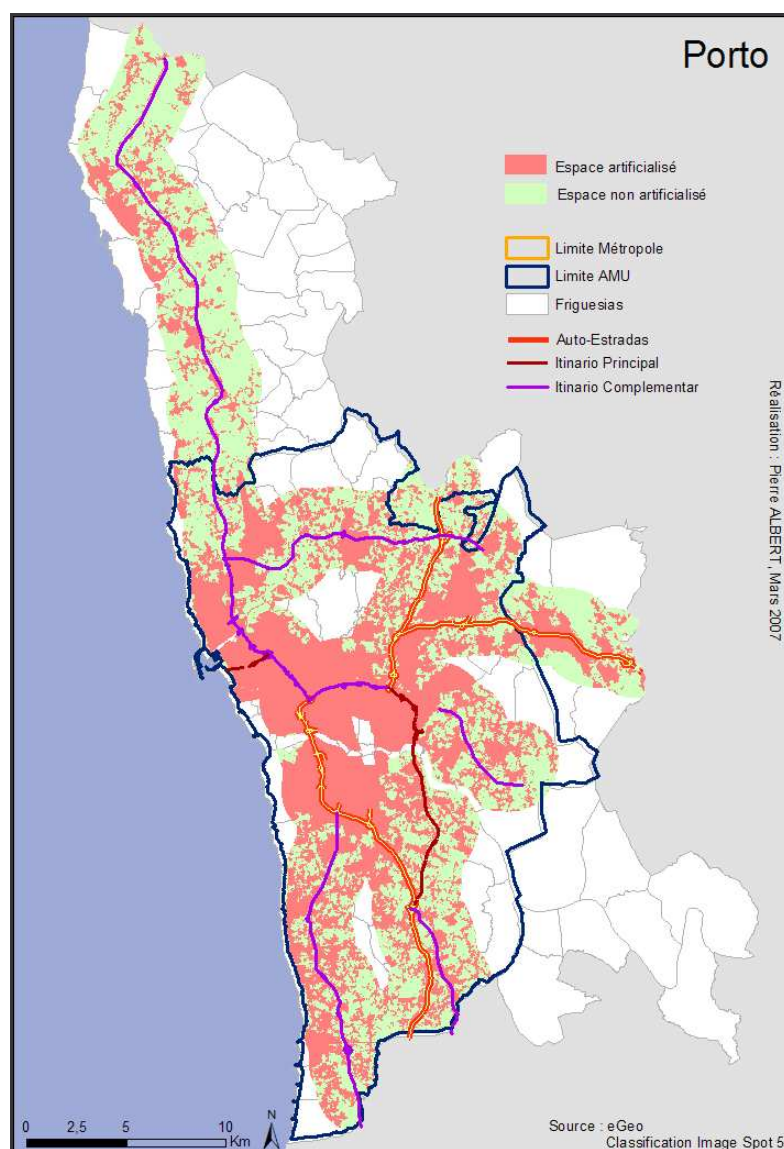 Porto
Espace artificialisé
Espace non artificialisé
Limite Métropole
Limite AMU
Friguesias
Auto-Estradas
Itinario Principal
Itinario Complementar
Réalisation : Pierre ALBERT, Mars 2007
0 2,5 5 10
Km
N
Source : eGeo
Classification Image Spot 5